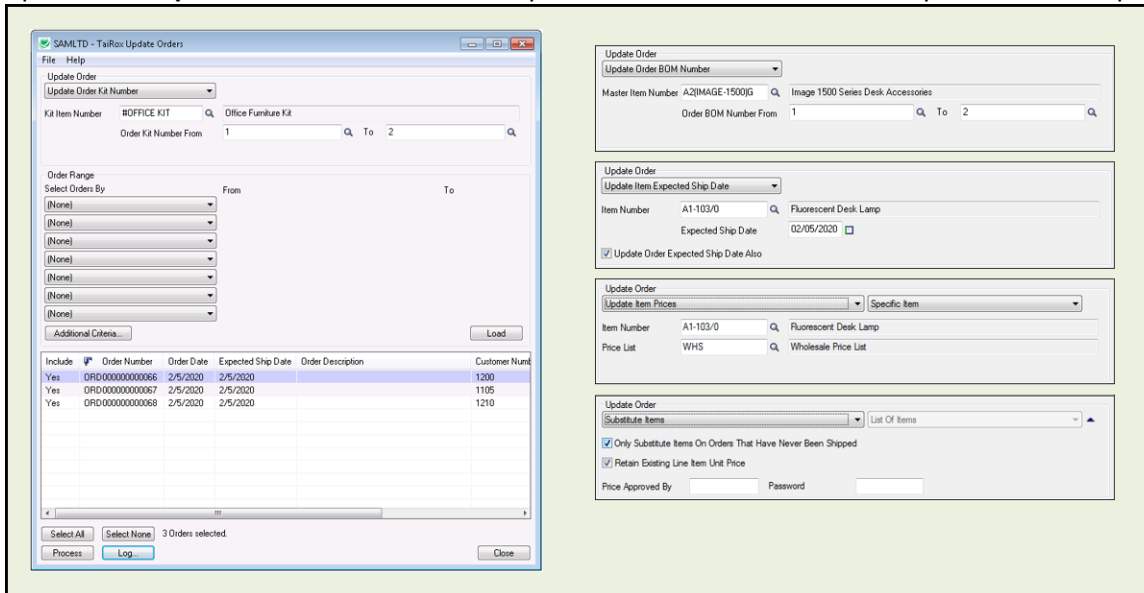 SAMLTD - TaiRox Update Orders
File Help
Update Order
Update Order Kit Number
Kit Item Number #OFFICE KIT Office Furniture Kit
Order Kit Number From 1 To 2
Order Range
Select Orders By From To
(None)
(None)
(None)
(None)
(None)
(None)
(None)
Additional Criteria... Load
Include Order Number Order Date Expected Ship Date Order Description Customer Numb
Yes ORD000000000066 2/5/2020 2/5/2020 1200
Yes ORD000000000067 2/5/2020 2/5/2020 1105
Yes ORD000000000068 2/5/2020 2/5/2020 1210
Select All Select None 3 Orders selected.
Process Log... Close
Update Order
Update Order BOM Number
Master Item Number A2(IMAGE-1500)G Image 1500 Series Desk Accessories
Order BOM Number From 1 To 2
Update Order
Update Item Expected Ship Date
Item Number A1-103/0 Fluorescent Desk Lamp
Expected Ship Date 02/05/2020
Update Order Expected Ship Date Also
Update Order
Update Item Prices Specific Item
Item Number A1-103/0 Fluorescent Desk Lamp
Price List WHS Wholesale Price List
Update Order
Substitute Items List Of Items
Only Substitute Items On Orders That Have Never Been Shipped
Retain Existing Line Item Unit Price
Price Approved By Password